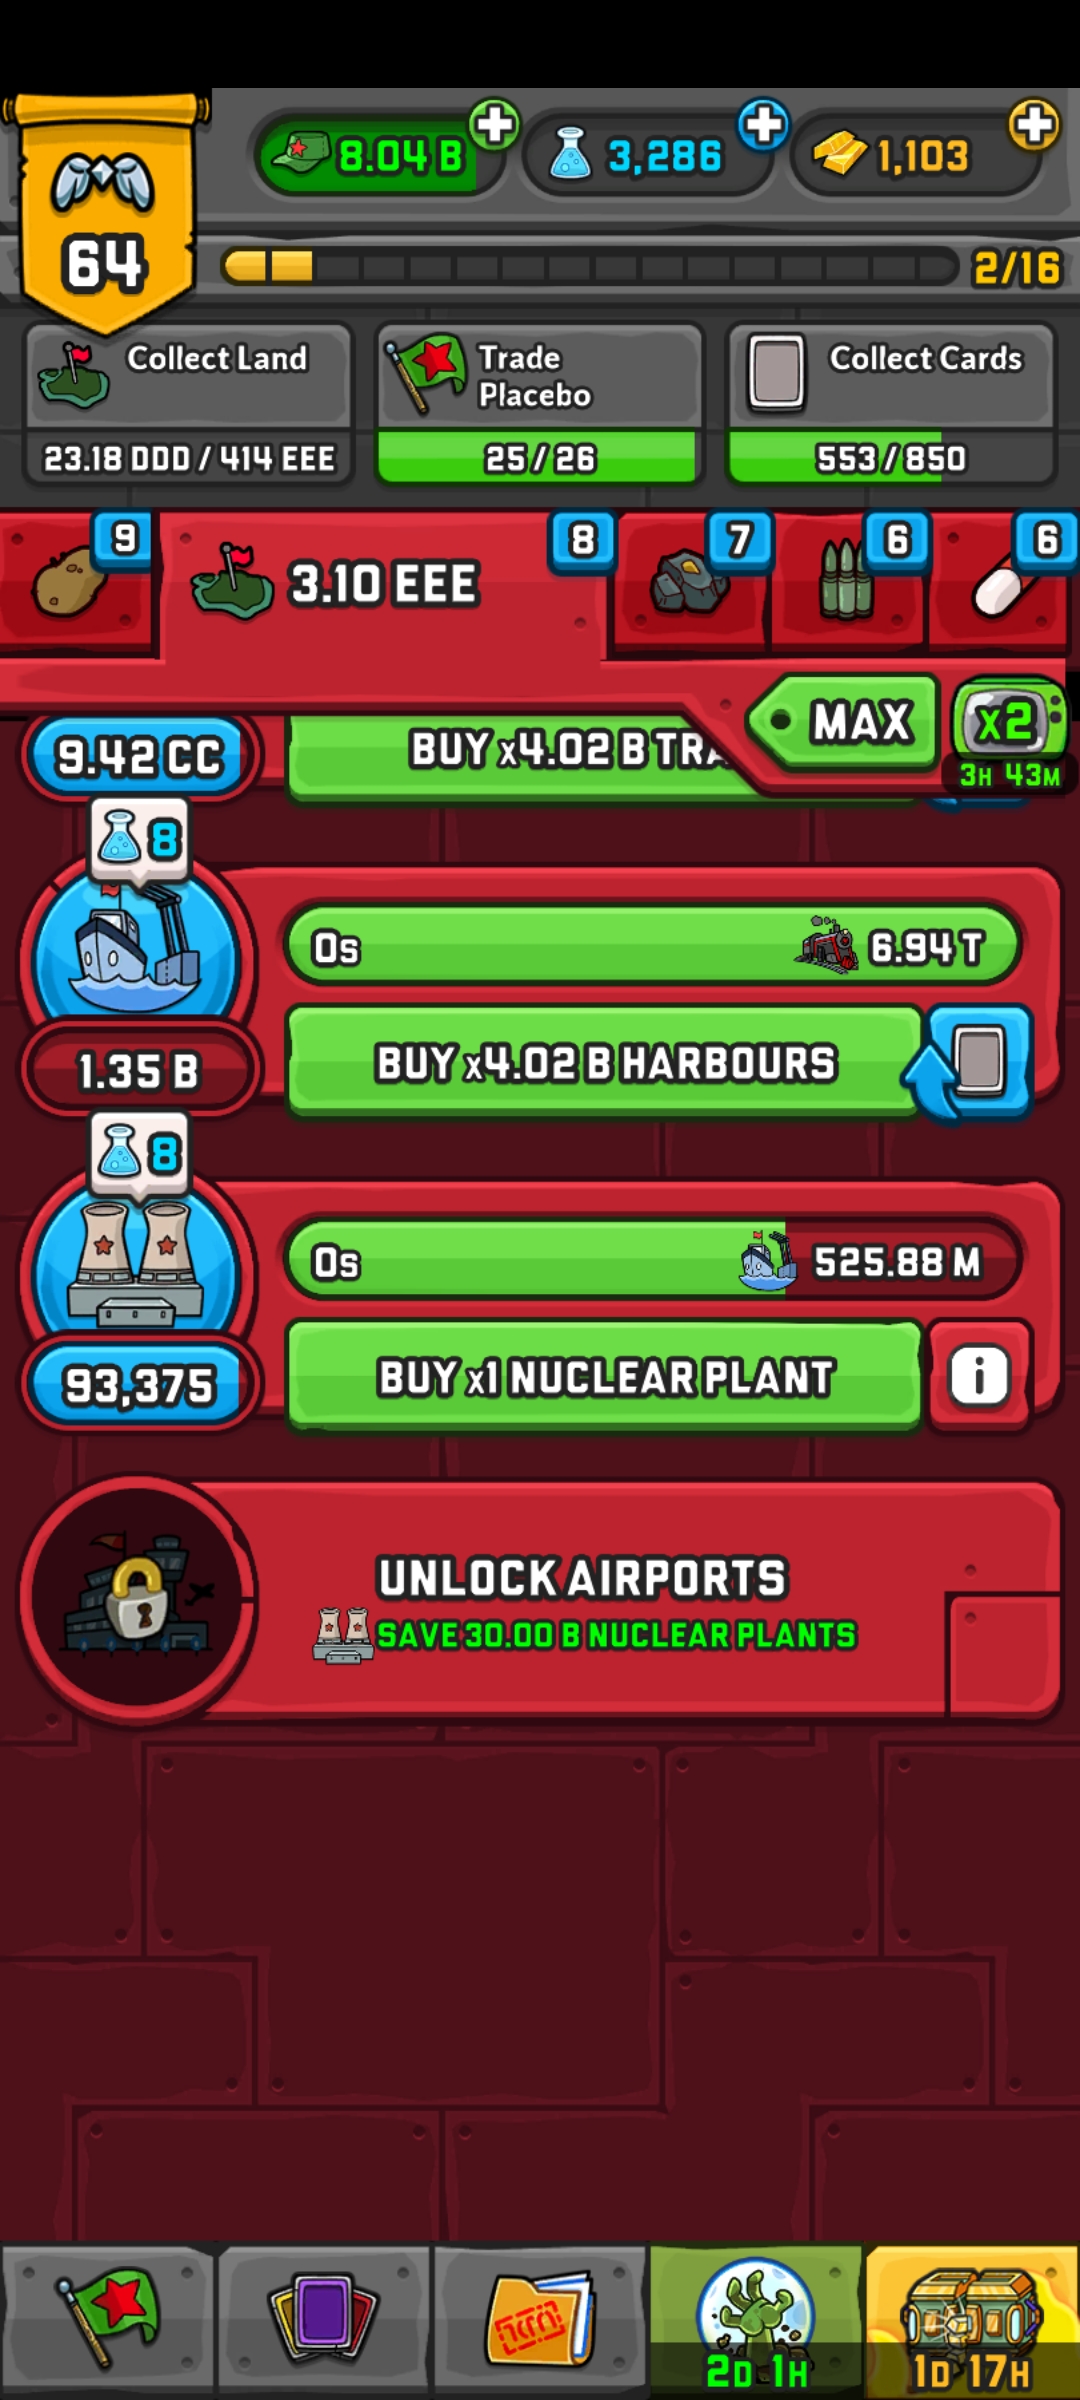 8.04 B
3,286
1,103
64
2/16
Collect Land
23.18 DDD / 414 EEE
Trade
Placebo
25 / 26
Collect Cards
553 / 850
9
3.10 EEE
8
7
6
6
MAX
x2
3H 43M
9.42 CC
BUY x4.02 B
8
0s
6.94 T
1.35 B
BUY x4.02 B HARBOURS
8
0s
525.88 M
93,375
BUY x1 NUCLEAR PLANT
i
UNLOCK AIRPORTS
SAVE 30.00 B NUCLEAR PLANTS
2D 1H
1D 17H